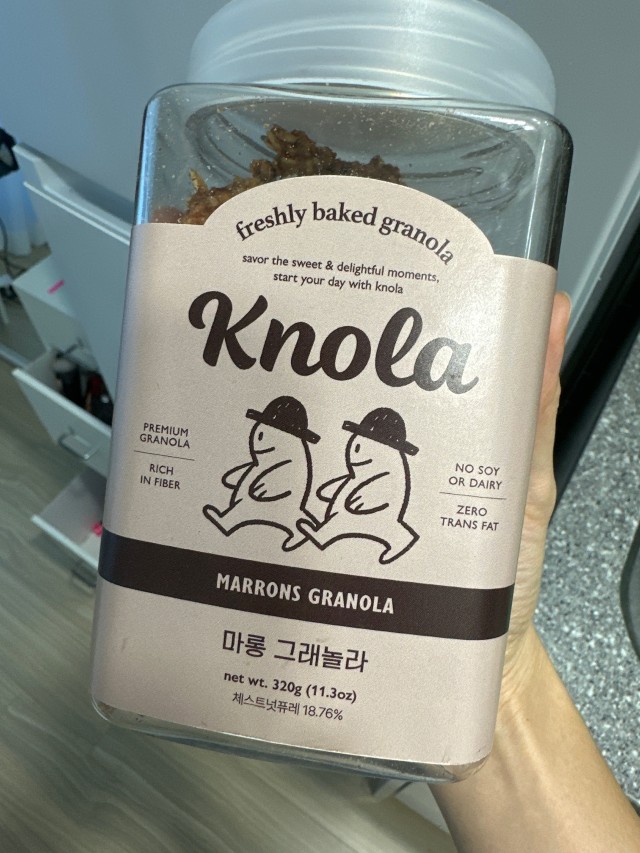 freshly baked granola
savor the sweet & delightful moments,
start your day with knola
Knola
PREMIUM
GRANOLA
RICH
IN FIBER
NO SOY
OR DAIRY
ZERO
TRANS FAT
MARRONS GRANOLA
마롱 그래놀라
net wt. 320g (11.3oz)
체스트넛퓨레 18.76%